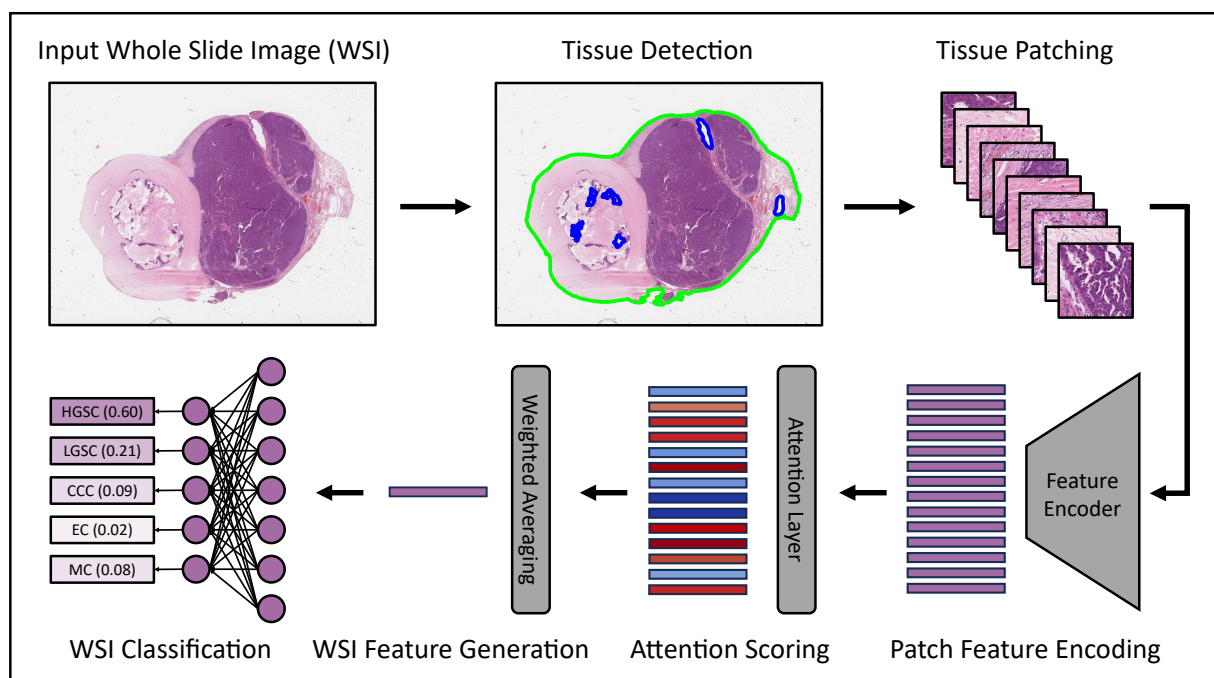 Input Whole Slide Image (WSI)
Tissue Detection
Tissue Patching
Feature
Encoder
Patch Feature Encoding
Attention Layer
Attention Scoring
Weighted Averaging
WSI Feature Generation
HGSC (0.60)
LGSC (0.21)
CCC (0.09)
EC (0.02)
MC (0.08)
WSI Classification